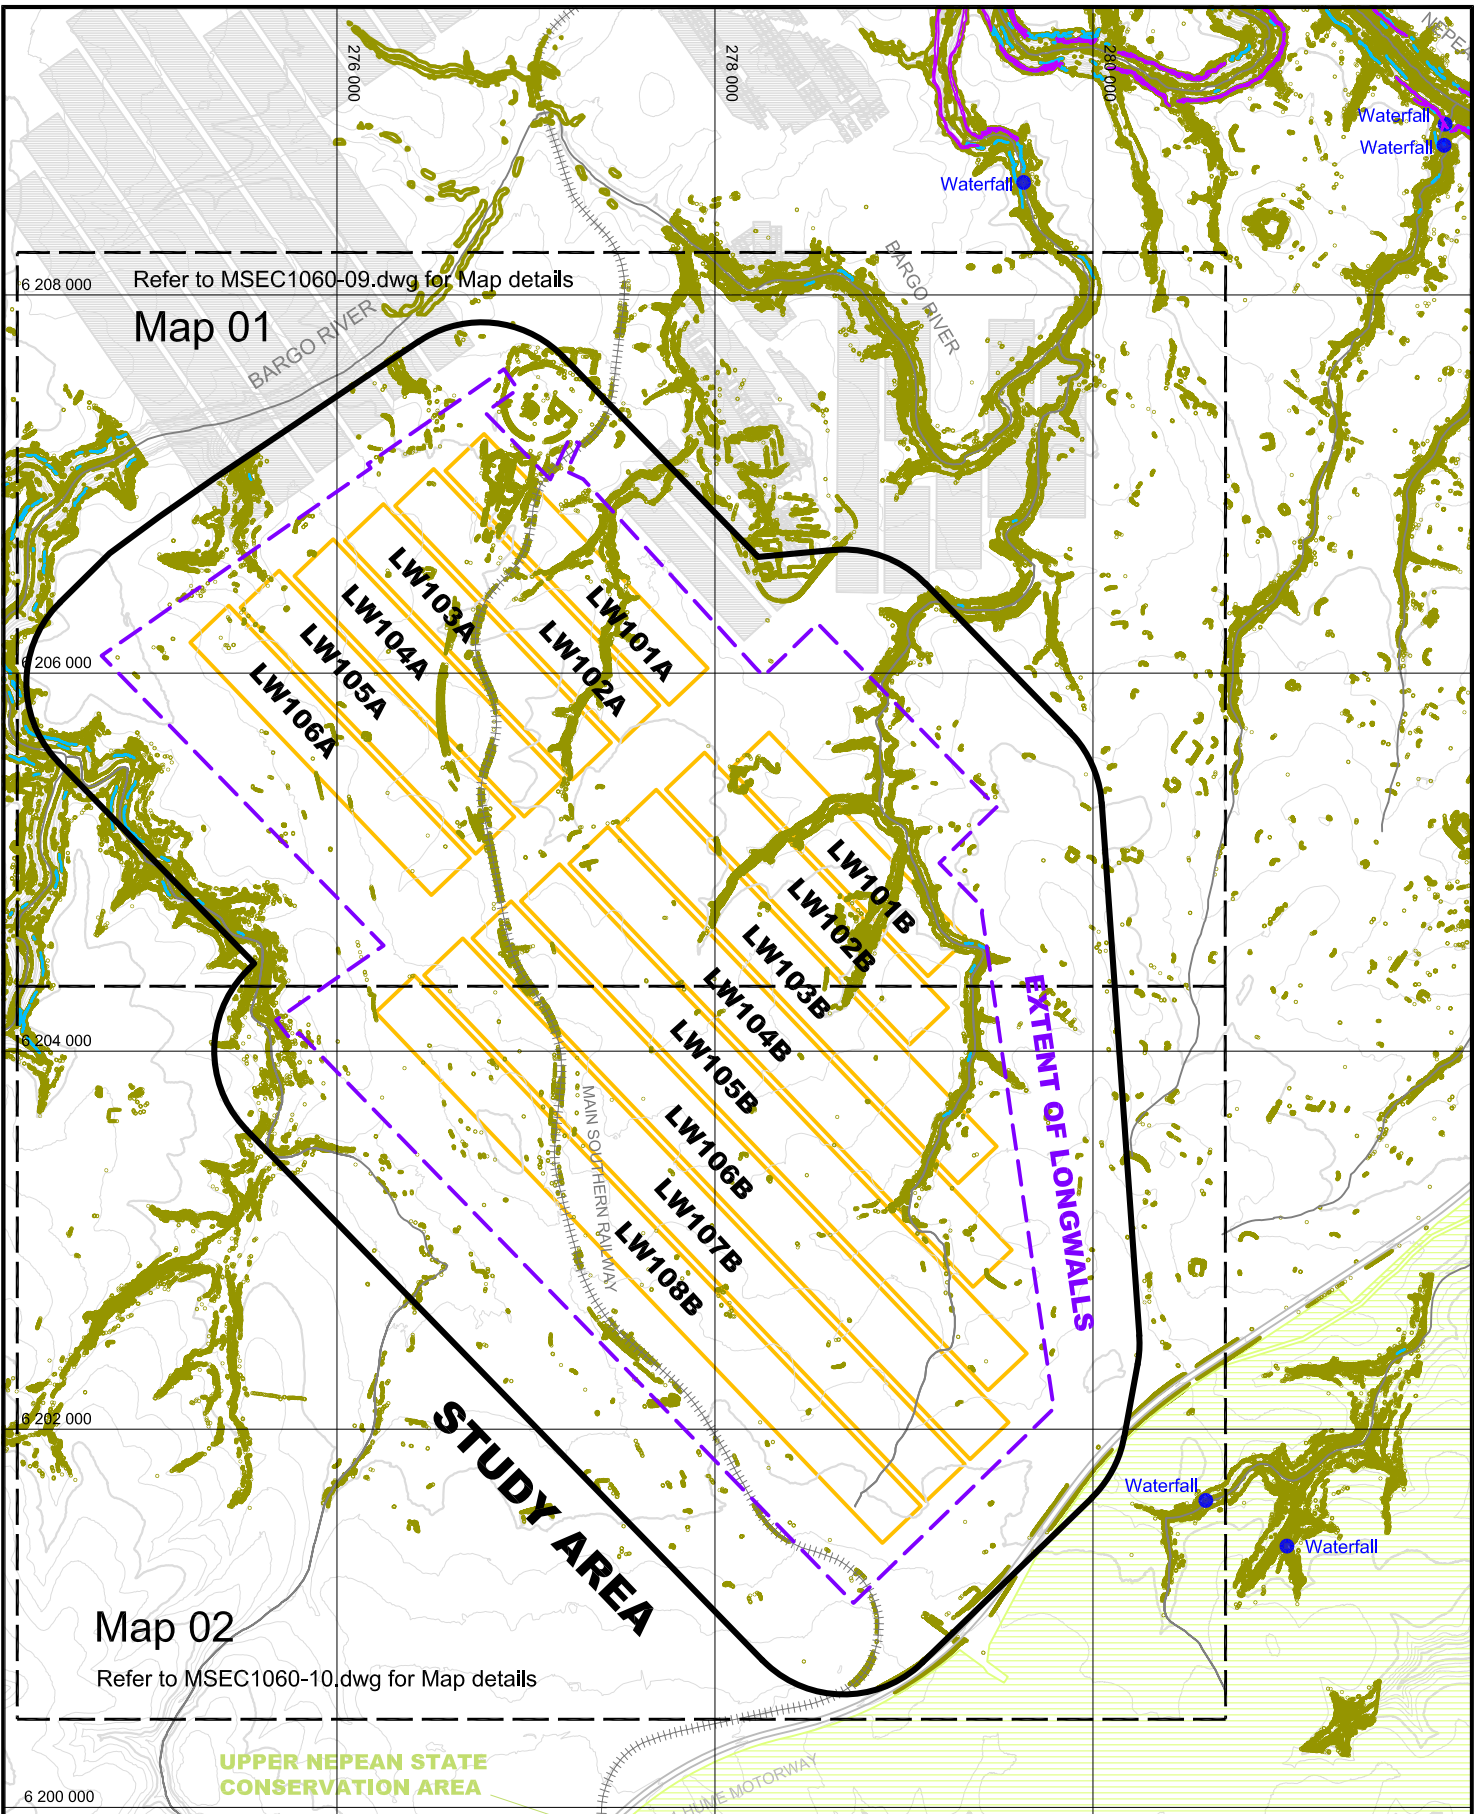 276 000
278 000
280 000
NEPEA
Waterfall
Waterfall
Waterfall
BARGO RIVER
Refer to MSEC1060-09.dwg for Map details
6 208 000
Map 01
BARGO RIVER
LW103A
LW101A
LW104A
LW102A
LW105A
6 206 000
LW106A
LW101B
LW102B
LW103B
LW104B
EXTENT OF LONGWALLS
LW105B
6 204 000
MAIN SOUTHERN RAILWAY
LW106B
LW107B
LW108B
6 202 000
STUDY AREA
Waterfall
Waterfall
Map 02
Refer to MSEC1060-10.dwg for Map details
UPPER NEPEAN STATE
CONSERVATION AREA
HUME MOTORWAY
6 200 000